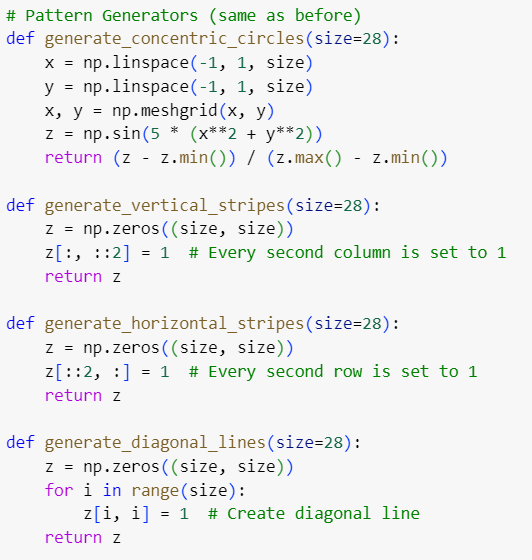 # Pattern Generators (same as before)
def generate_concentric_circles(size=28):
    x = np.linspace(-1, 1, size)
    y = np.linspace(-1, 1, size)
    x, y = np.meshgrid(x, y)
    z = np.sin(5 * (x**2 + y**2))
    return (z - z.min()) / (z.max() - z.min())

def generate_vertical_stripes(size=28):
    z = np.zeros((size, size))
    z[:, ::2] = 1  # Every second column is set to 1
    return z

def generate_horizontal_stripes(size=28):
    z = np.zeros((size, size))
    z[::2, :] = 1  # Every second row is set to 1
    return z

def generate_diagonal_lines(size=28):
    z = np.zeros((size, size))
    for i in range(size):
        z[i, i] = 1  # Create diagonal line
    return z